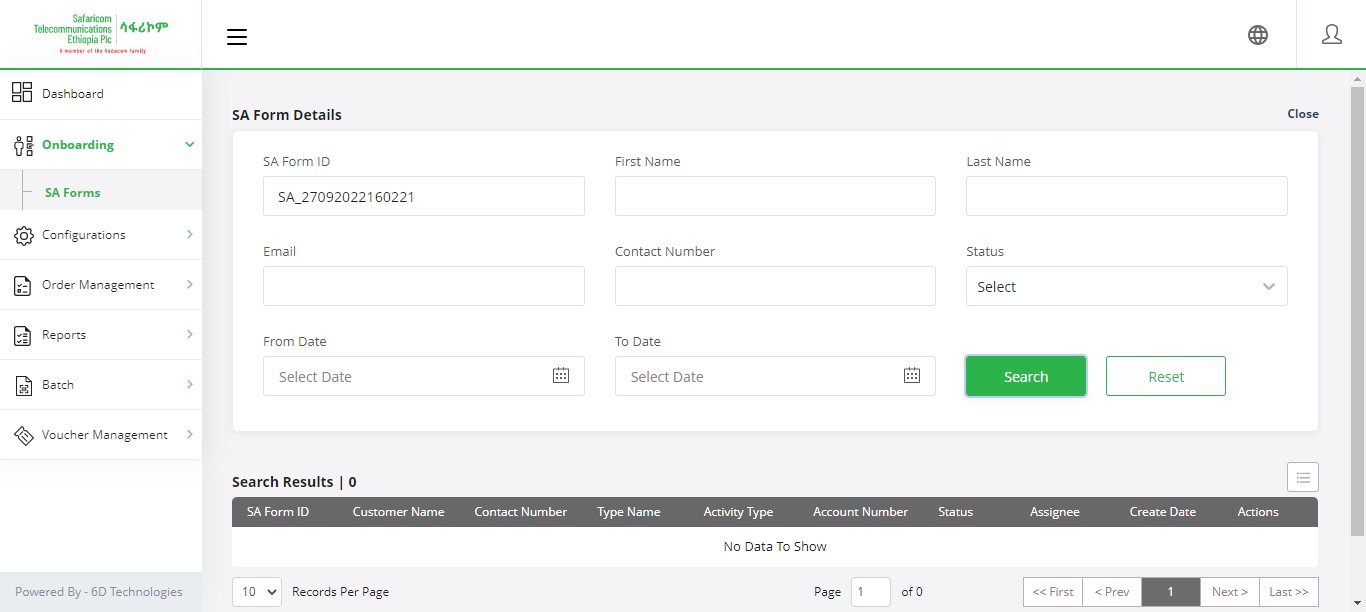 Safaricom
Telecommunications
Ethiopia Plc
ሳፋሪኮም
A member of the Vodacom family
Dashboard
Onboarding
SA Forms
Configurations
Order Management
Reports
Batch
Voucher Management
Powered By - 6D Technologies
SA Form Details
Close
SA Form ID
First Name
Last Name
SA_27092022160221
Email
Contact Number
Status
Select
From Date
To Date
Select Date
Select Date
Search
Reset
Search Results | 0
SA Form ID Customer Name Contact Number Type Name Activity Type Account Number Status Assignee Create Date Actions
No Data To Show
10 Records Per Page
Page 1 of 0
<< First < Prev 1 Next > Last >>